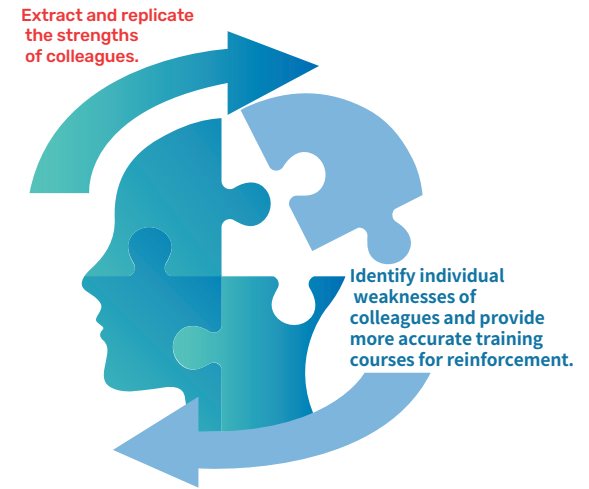 Extract and replicate
the strengths
of colleagues.
Identify individual
weaknesses of
colleagues and provide
more accurate training
courses for reinforcement.